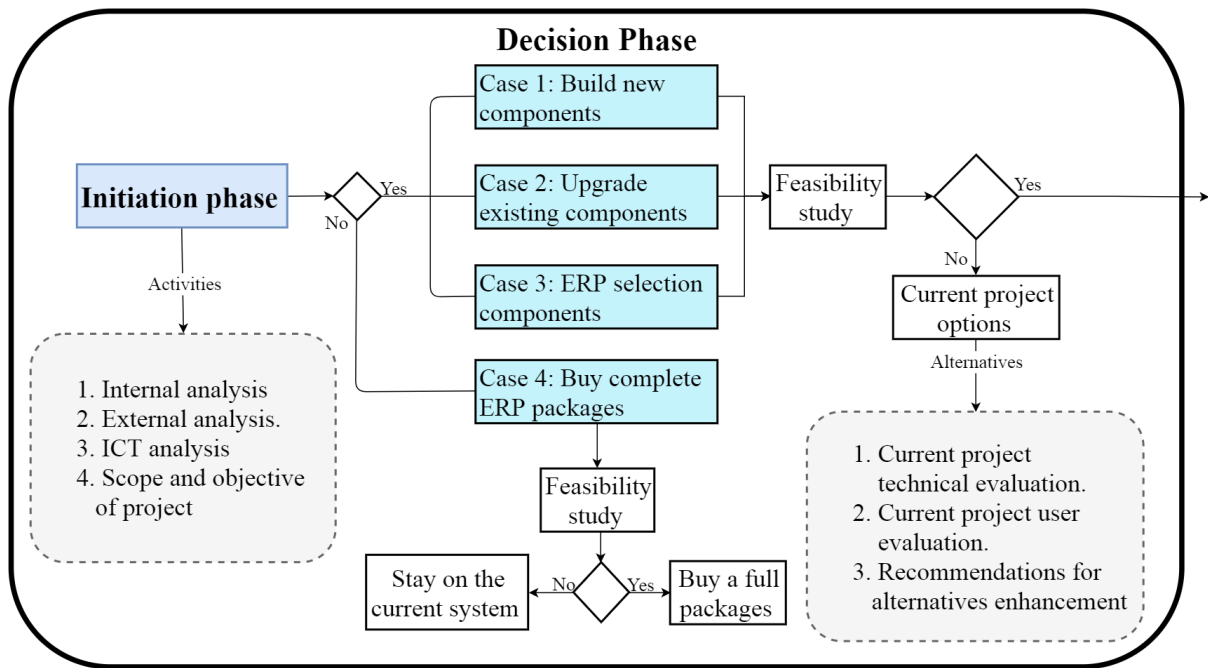 Decision Phase
Case 1: Build new
components
Initiation phase
Yes
No
Case 2: Upgrade
existing components
Feasibility
study
Yes
No
Case 3: ERP selection
components
Current project
options
Activities
Alternatives
Case 4: Buy complete
ERP packages
1. Internal analysis
2. External analysis.
3. ICT analysis
4. Scope and objective
of project
Feasibility
study
1. Current project
technical evaluation.
2. Current project user
evaluation.
3. Recommendations for
alternatives enhancement
Stay on the
current system
No
Yes
Buy a full
packages